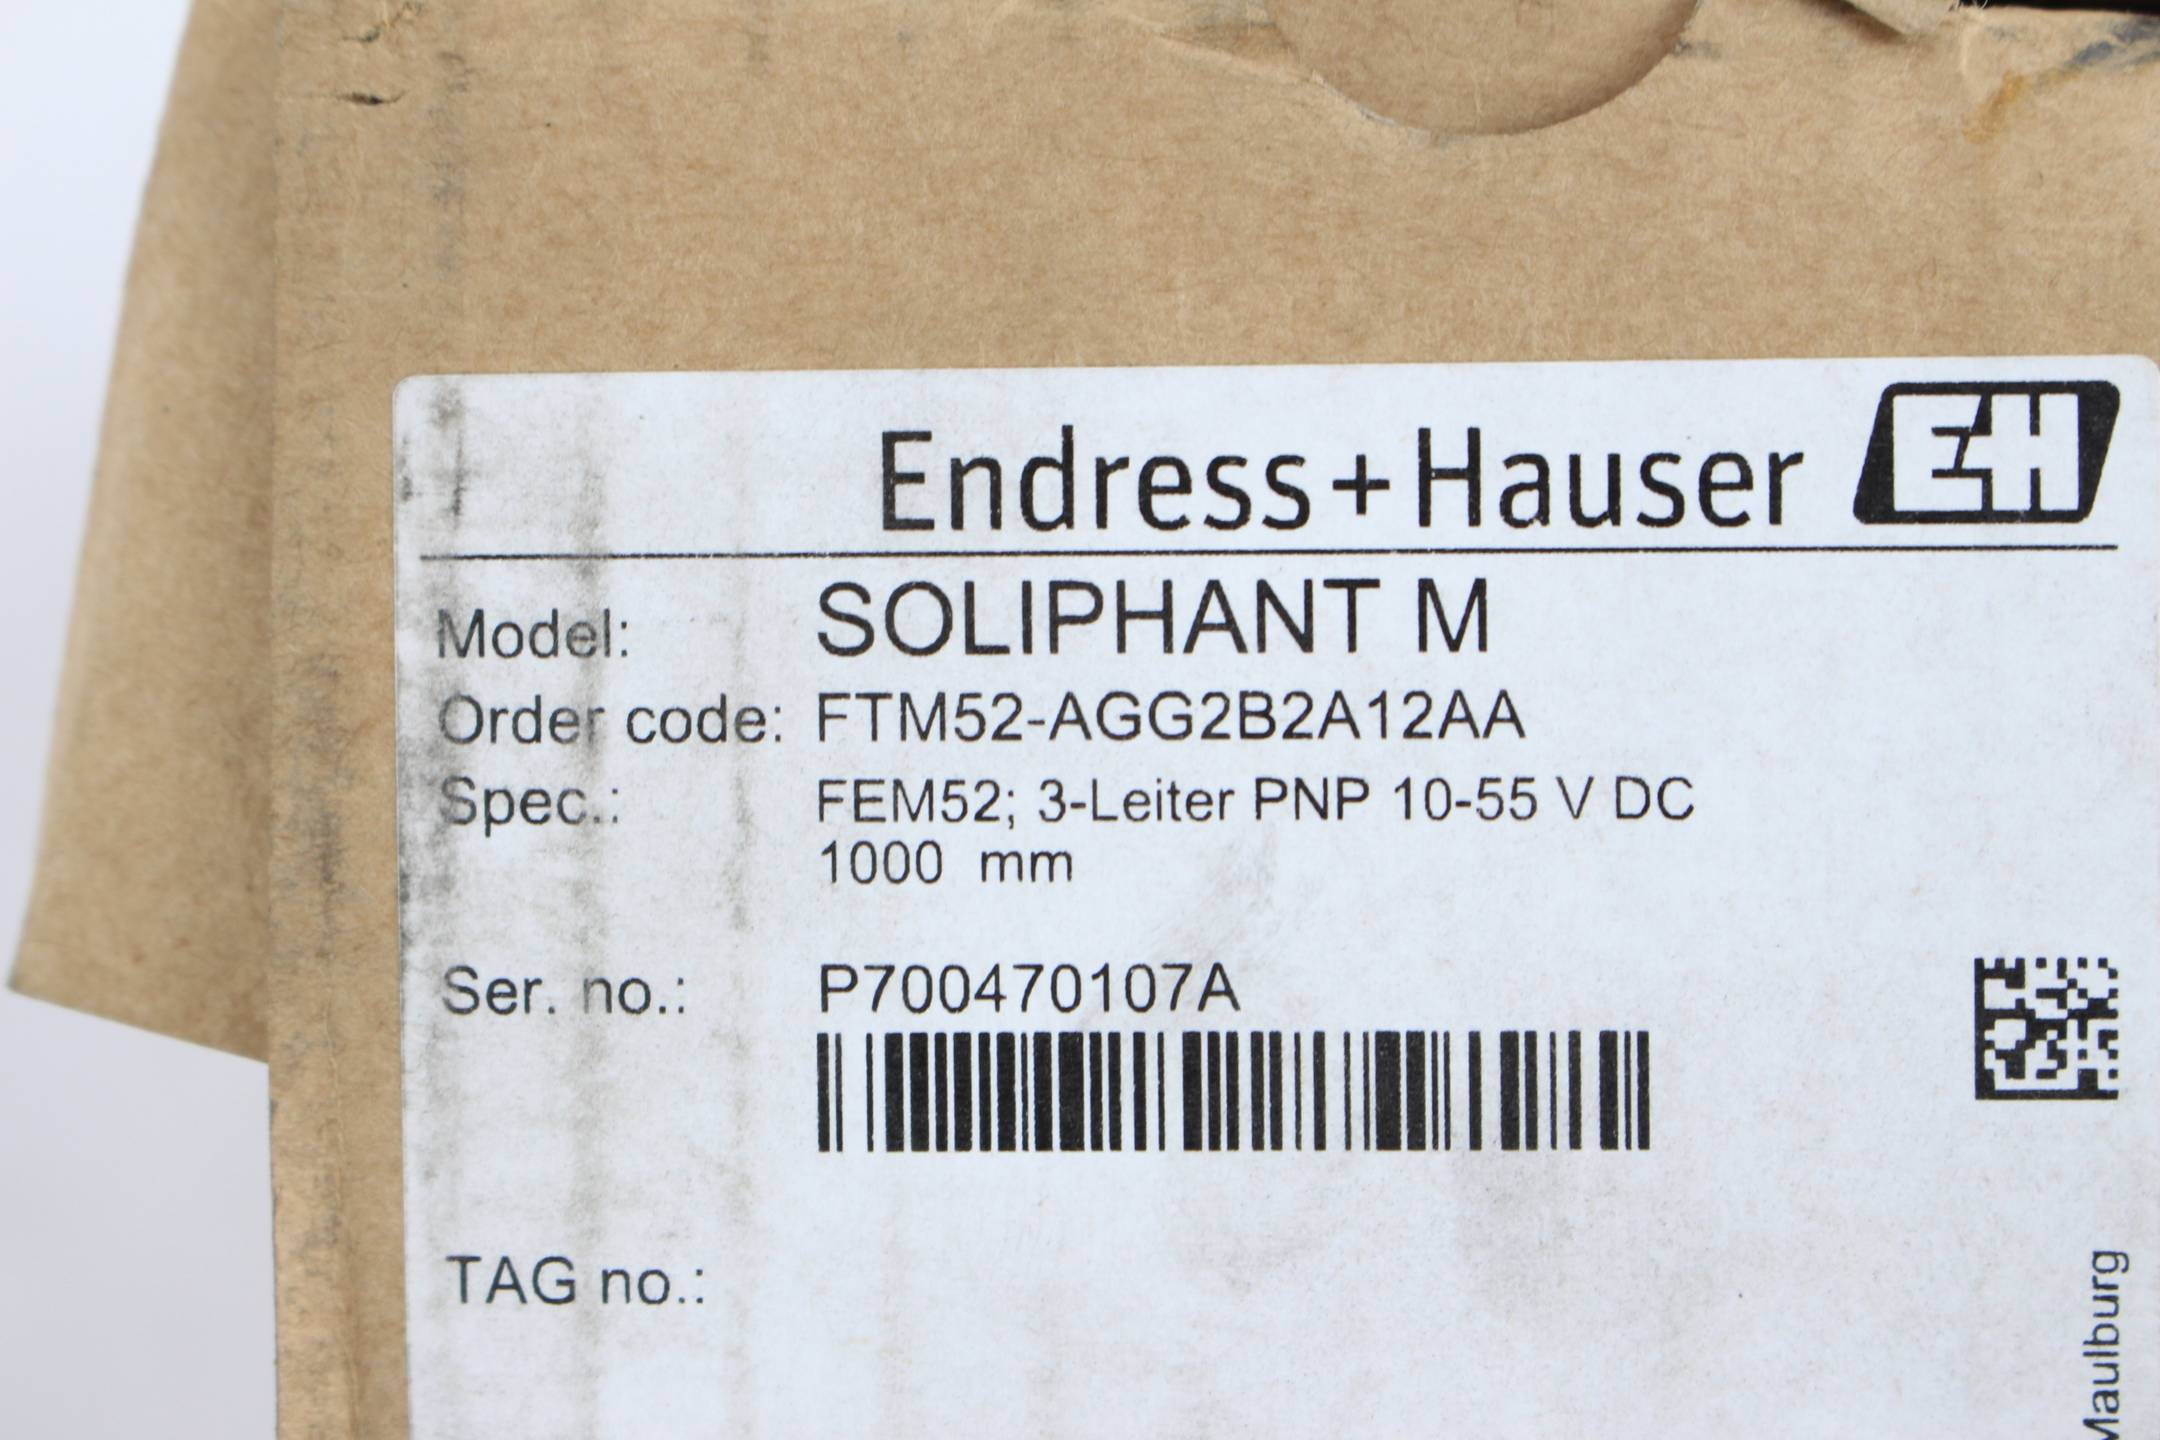 Endress+Hauser EH
Model: SOLIPHANT M
Order code: FTM52-AGG2B2A12AA
Spec.: FEM52; 3-Leiter PNP 10-55 V DC
1000 mm
Ser. no.: P700470107A
TAG no.:
Maulburg